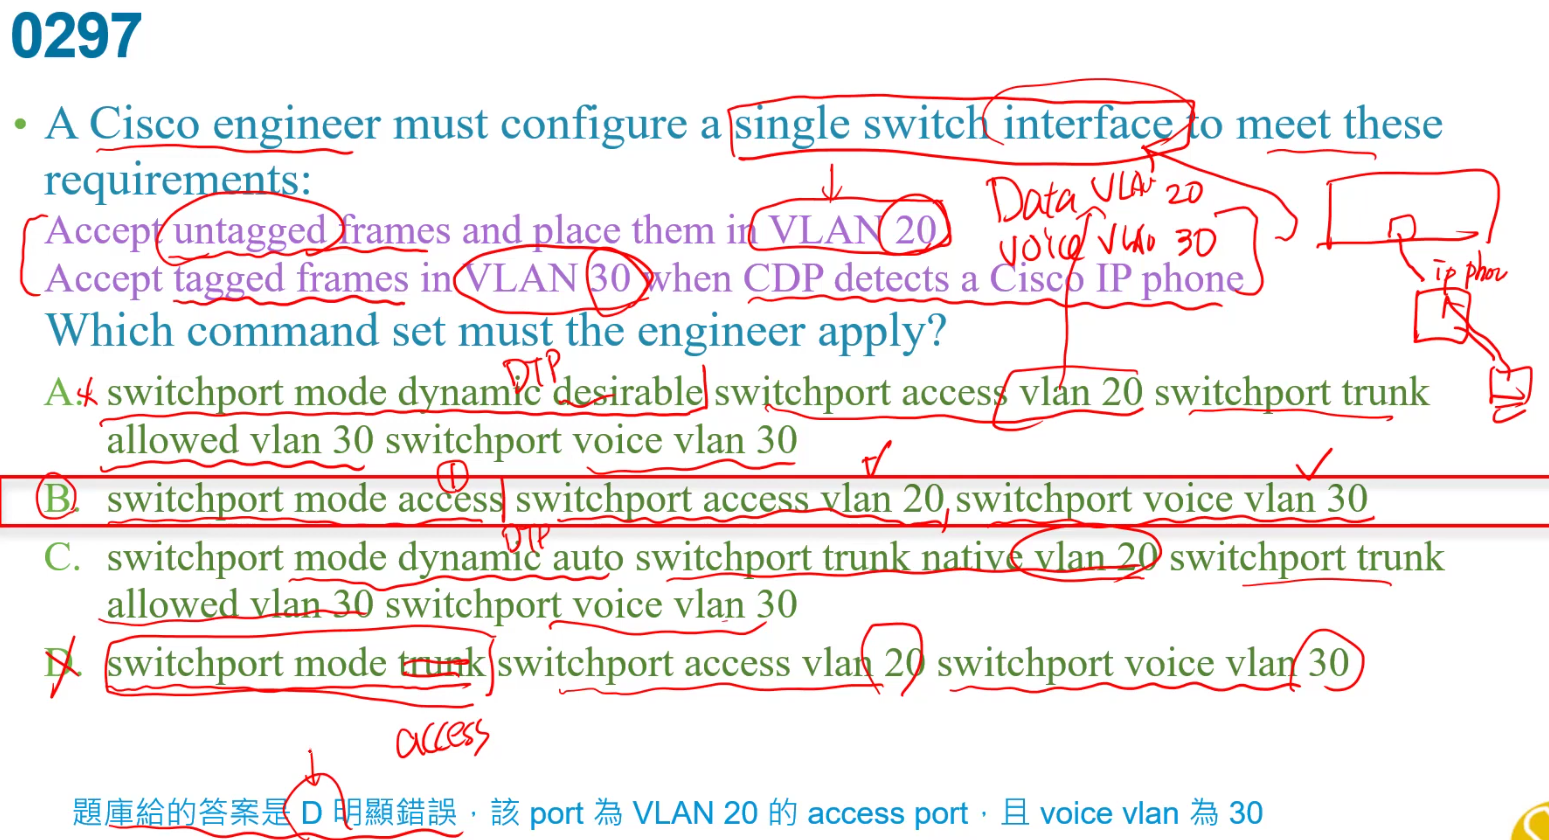 0297
• A Cisco engineer must configure a single switch interface to meet these
requirements:
Data VLAN 20
Accept untagged frames and place them in VLAN 20
voice VLAN 30
Accept tagged frames in VLAN 30 when CDP detects a Cisco IP phone
ip phon
Which command set must the engineer apply?
DTP
A. switchport mode dynamic desirable switchport access vlan 20 switchport trunk
allowed vlan 30 switchport voice vlan 30
①
B. switchport mode access switchport access vlan 20, switchport voice vlan 30
DTP
C. switchport mode dynamic auto switchport trunk native vlan 20 switchport trunk
allowed vlan 30 switchport voice vlan 30
D. switchport mode trunk switchport access vlan 20 switchport voice vlan 30
access
題庫給的答案是 D 明顯錯誤，該 port 為 VLAN 20 的 access port，且 voice vlan 為 30